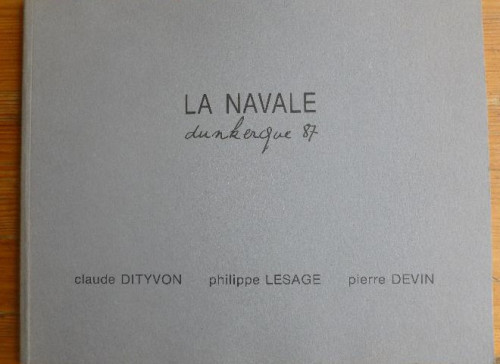 LA NAVALE
dunkerque 87
claude DITYVON philippe LESAGE pierre DEVIN